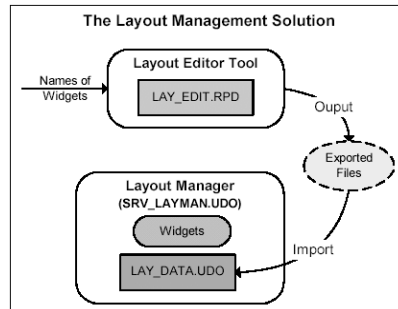 The Layout Management Solution
Layout Editor Tool
Names of
Widgets
LAY_EDIT.RPD
Ouput
Exported
Files
Layout Manager
(SRV_LAYMAN.UDO)
Widgets
Import
LAY_DATA.UDO